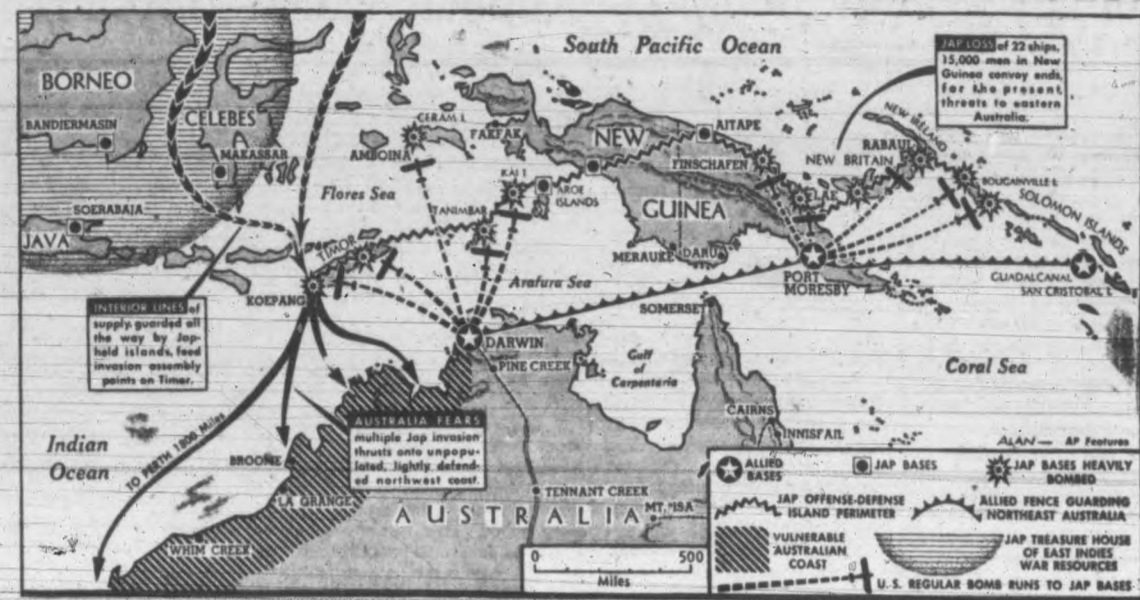 South Pacific Ocean
JAP LOSS of 22 ships,
15,000 men in New
Guinea convoy ends,
for the present,
threats to eastern
Australia.
BORNEO
BANDJERMASIN
CELEBES
MAKASSAR
SOERABAJA
JAVA
Flores Sea
AMBOINA
CERAM I.
FAKFAK
KAI I.
AROE
ISLANDS
TANIMBAR
NEW
GUINEA
AITAPE
FINSCHAFEN
LAE
NEW BRITAIN
RABAUL
NEW IRELAND
BOUGAINVILLE I.
SOLOMON ISLANDS
MERAUKE
DARU
PORT
MORESBY
GUADALCANAL
SAN CRISTOBAL I.
TIMOR
KOEPANG
Arafura Sea
SOMERSET
INTERIOR LINES of
supply, guarded all
the way by Jap-
held islands, feed
invasion assembly
points on Timor.
DARWIN
PINE CREEK
Gulf
of
Carpentaria
Coral Sea
CAIRNS
INNISFAIL
AUSTRALIA FEARS
multiple Jap invasion
thrusts onto unpopu-
lated, lightly defend-
ed northwest coast.
Indian
Ocean
TO PERTH 1300 Miles
BROOME
LA GRANGE
WHIM CREEK
TENNANT CREEK
AUSTRALIA
MT. ISA
0 500
Miles
ALAN — AP Features
ALLIED
BASES
JAP BASES
JAP BASES HEAVILY
BOMBED
JAP OFFENSE-DEFENSE
ISLAND PERIMETER
ALLIED FENCE GUARDING
NORTHEAST AUSTRALIA
VULNERABLE
AUSTRALIAN
COAST
JAP TREASURE HOUSE
OF EAST INDIES
WAR RESOURCES
U.S. REGULAR BOMB RUNS TO JAP BASES